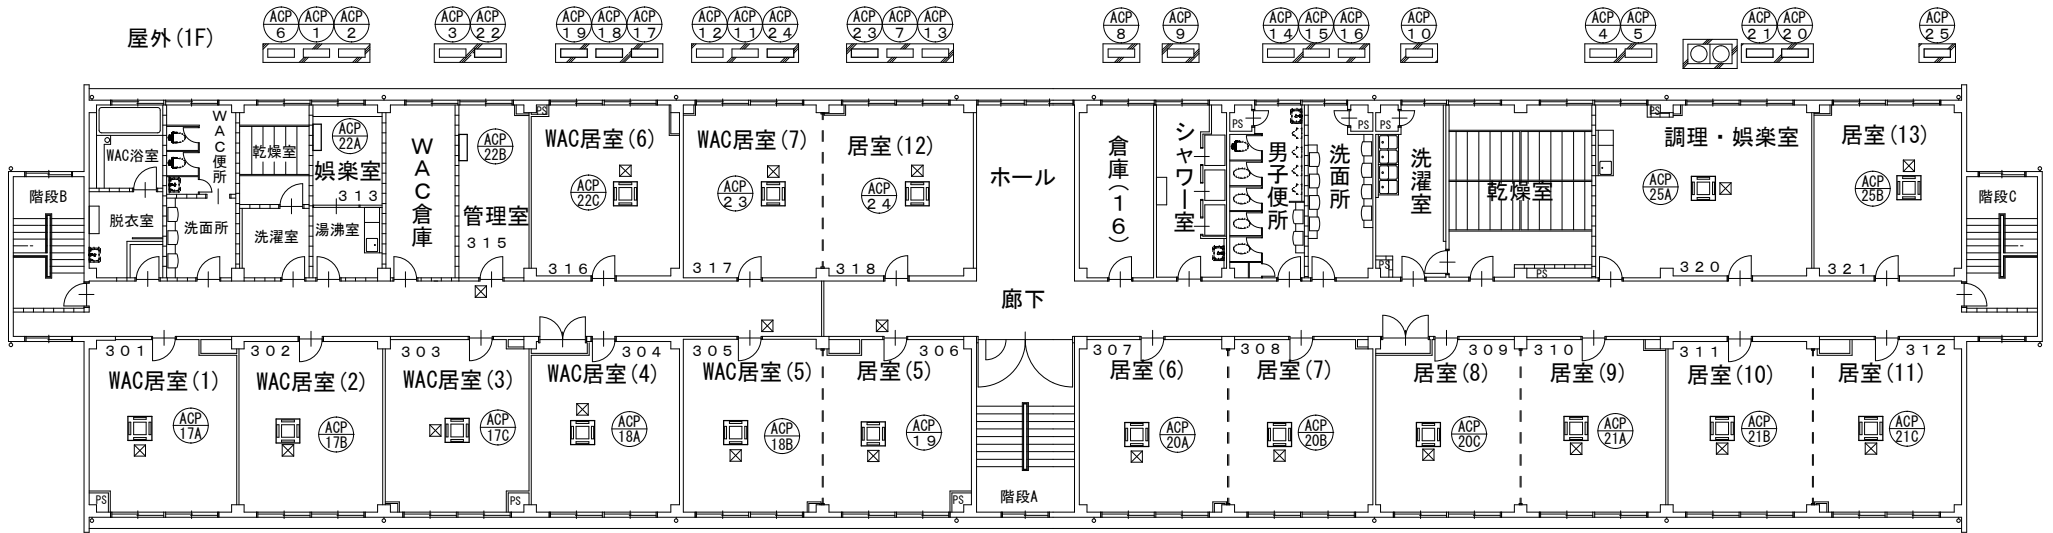 屋外(1F)
ACP 6
ACP 1
ACP 2
ACP 3
ACP 22
ACP 19
ACP 18
ACP 17
ACP 12
ACP 11
ACP 24
ACP 23
ACP 7
ACP 13
ACP 8
ACP 9
ACP 14
ACP 15
ACP 16
ACP 10
ACP 4
ACP 5
ACP 21
ACP 20
ACP 25
階段B
WAC浴室
脱衣室
WAC便所
洗面所
乾燥室
洗濯室
ACP 22A
娯楽室
313
湯沸室
WAC倉庫
ACP 22B
管理室
315
PS
WAC居室(6)
ACP 22C
316
WAC居室(7)
ACP 23
317
居室(12)
ACP 24
318
ホール
廊下
倉庫(16)
シャワー室
PS
男子便所
洗面所
PS
PS
洗濯室
PS
乾燥室
PS
PS
調理・娯楽室
ACP 25A
320
居室(13)
ACP 25B
321
階段C
301
WAC居室(1)
ACP 17A
PS
302
WAC居室(2)
ACP 17B
303
WAC居室(3)
ACP 17C
PS
304
WAC居室(4)
ACP 18A
305
WAC居室(5)
ACP 18B
306
居室(5)
ACP 19
PS
階段A
307
居室(6)
ACP 20A
308
居室(7)
ACP 20B
309
居室(8)
ACP 20C
310
居室(9)
ACP 21A
311
居室(10)
ACP 21B
312
居室(11)
ACP 21C